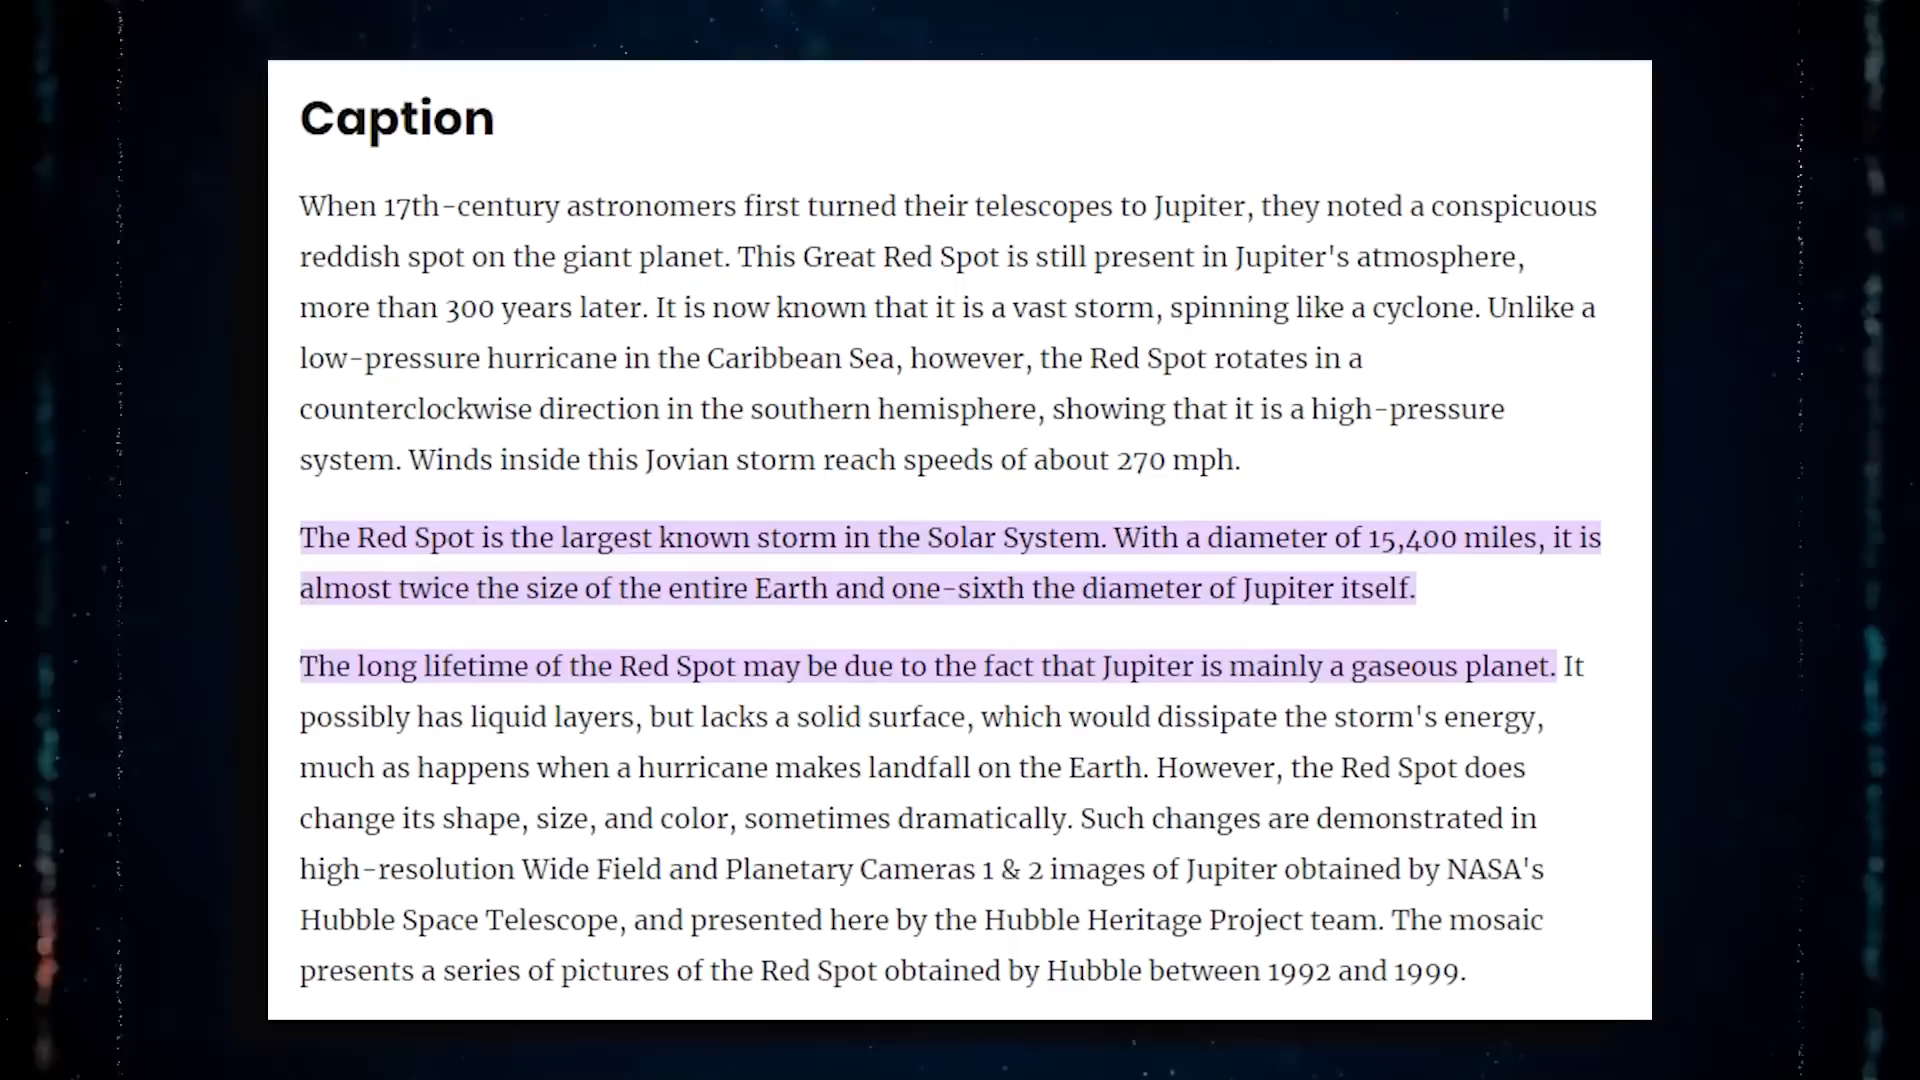 Caption
When 17th-century astronomers first turned their telescopes to Jupiter, they noted a conspicuous
reddish spot on the giant planet. This Great Red Spot is still present in Jupiter's atmosphere,
more than 300 years later. It is now known that it is a vast storm, spinning like a cyclone. Unlike a
low-pressure hurricane in the Caribbean Sea, however, the Red Spot rotates in a
counterclockwise direction in the southern hemisphere, showing that it is a high-pressure
system. Winds inside this Jovian storm reach speeds of about 270 mph.
The Red Spot is the largest known storm in the Solar System. With a diameter of 15,400 miles, it is
almost twice the size of the entire Earth and one-sixth the diameter of Jupiter itself.
The long lifetime of the Red Spot may be due to the fact that Jupiter is mainly a gaseous planet. It
possibly has liquid layers, but lacks a solid surface, which would dissipate the storm's energy,
much as happens when a hurricane makes landfall on the Earth. However, the Red Spot does
change its shape, size, and color, sometimes dramatically. Such changes are demonstrated in
high-resolution Wide Field and Planetary Cameras 1 & 2 images of Jupiter obtained by NASA's
Hubble Space Telescope, and presented here by the Hubble Heritage Project team. The mosaic
presents a series of pictures of the Red Spot obtained by Hubble between 1992 and 1999.